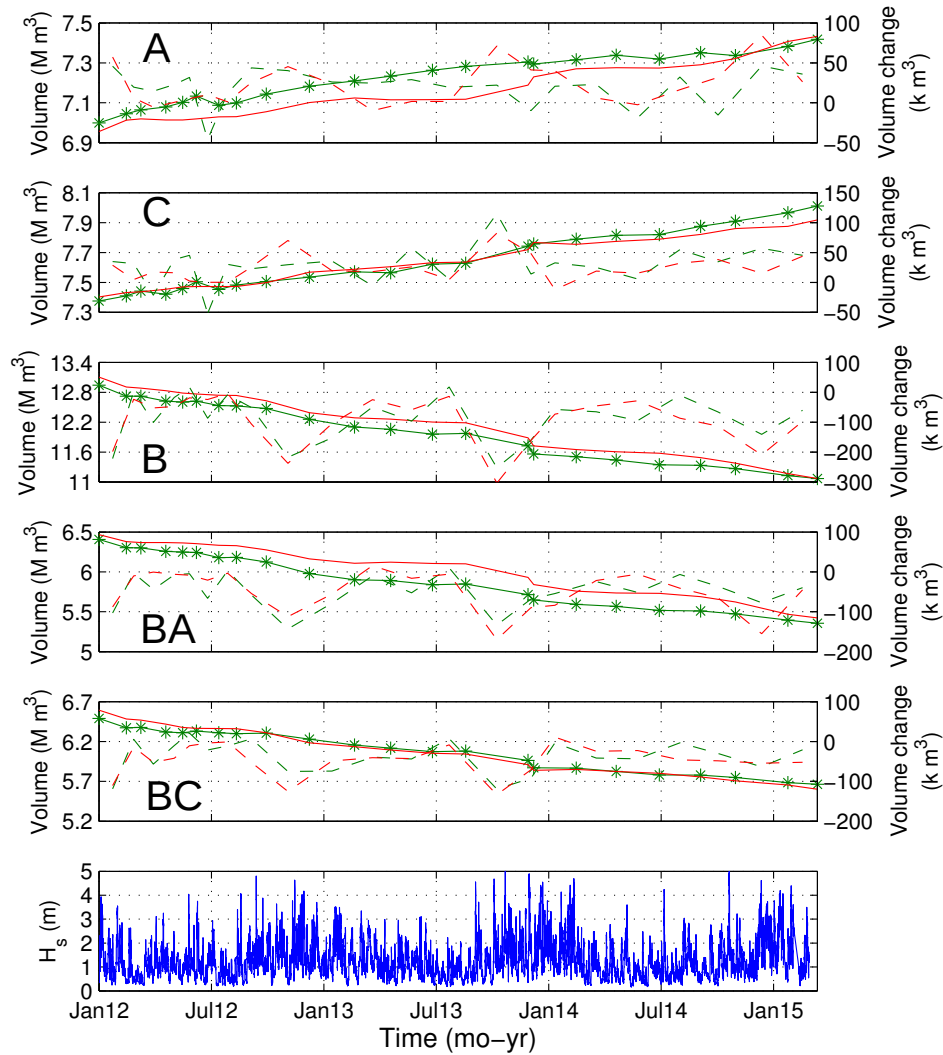 7.5
7.3
7.1
6.9
Volume (M m³)
A
100
50
0
−50
Volume change
(k m³)
8.1
7.9
7.7
7.5
7.3
Volume (M m³)
C
150
100
50
0
−50
Volume change
(k m³)
13.4
12.8
12.2
11.6
11
Volume (M m³)
B
100
0
−100
−200
−300
Volume change
(k m³)
6.5
6
5.5
5
Volume (M m³)
BA
100
0
−100
−200
Volume change
(k m³)
6.7
6.2
5.7
5.2
Volume (M m³)
BC
100
0
−100
−200
Volume change
(k m³)
5
4
3
2
1
0
H_s (m)
Jan12 Jul12 Jan13 Jul13 Jan14 Jul14 Jan15
Time (mo−yr)